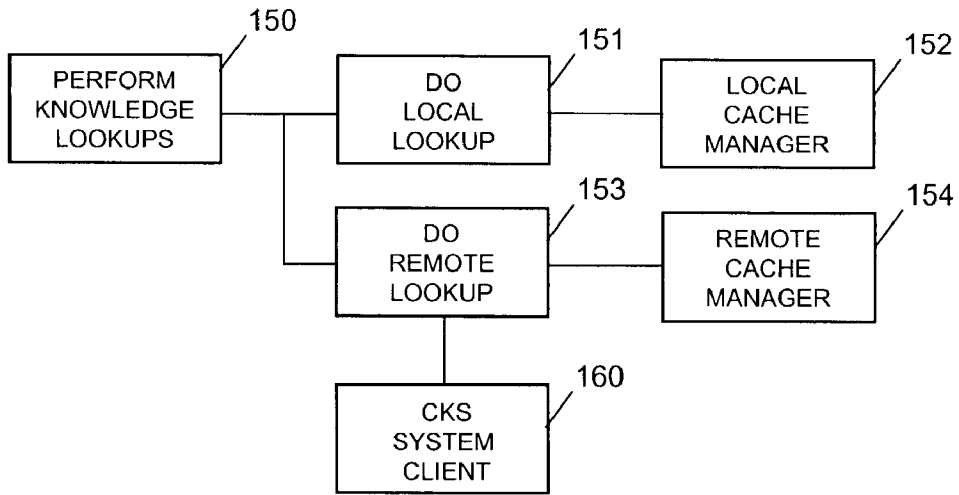 150
PERFORM
KNOWLEDGE
LOOKUPS
151
DO
LOCAL
LOOKUP
152
LOCAL
CACHE
MANAGER
153
DO
REMOTE
LOOKUP
154
REMOTE
CACHE
MANAGER
160
CKS
SYSTEM
CLIENT